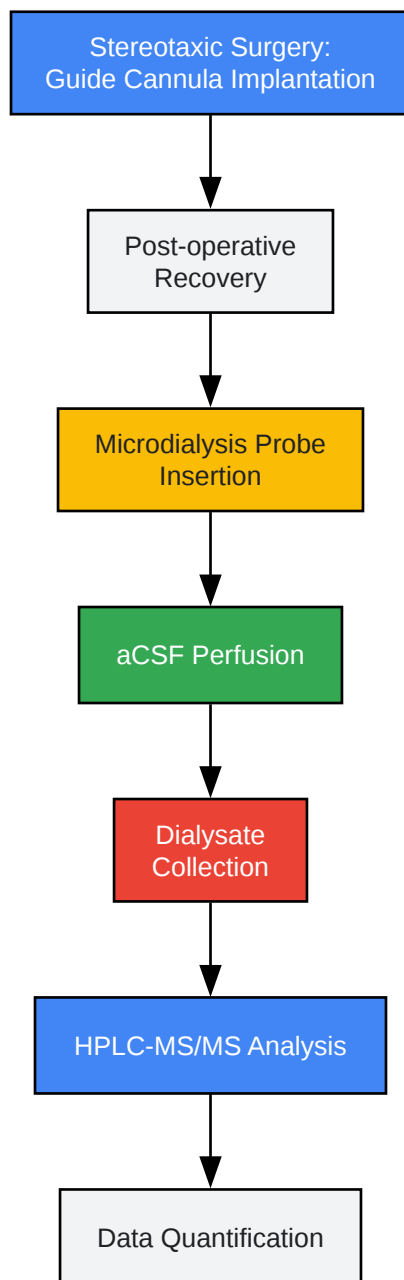 Stereotaxic Surgery:
Guide Cannula Implantation
Post-operative
Recovery
Microdialysis Probe
Insertion
aCSF Perfusion
Dialysate
Collection
HPLC-MS/MS Analysis
Data Quantification